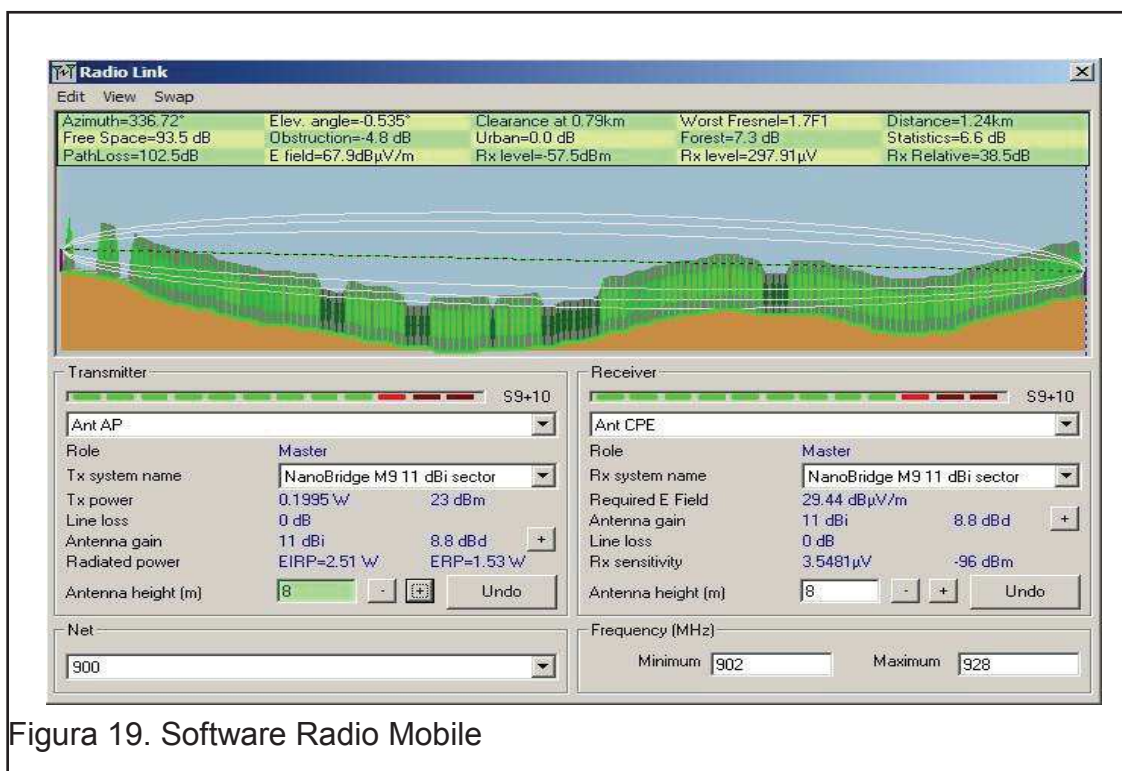 Radio Link
Edit View Swap
Azimuth=336.72° Elev. angle=-0.535° Clearance at 0.79km Worst Fresnel=1.7F1 Distance=1.24km
Free Space=93.5 dB Obstruction=-4.8 dB Urban=0.0 dB Forest=7.3 dB Statistics=6.6 dB
PathLoss=102.5dB E field=67.9dBµV/m Rx level=-57.5dBm Rx level=297.91µV Rx Relative=38.5dB
Transmitter
S9+10
Ant AP
Role Master
Tx system name NanoBridge M9 11 dBi sector
Tx power 0.1995 W 23 dBm
Line loss 0 dB
Antenna gain 11 dBi 8.8 dBd +
Radiated power EIRP=2.51 W ERP=1.53 W
Antenna height (m) 8 - + Undo
Net
900
Receiver
S9+10
Ant CPE
Role Master
Rx system name NanoBridge M9 11 dBi sector
Required E Field 29.44 dBµV/m
Antenna gain 11 dBi 8.8 dBd +
Line loss 0 dB
Rx sensitivity 3.5481µV -96 dBm
Antenna height (m) 8 - + Undo
Frequency (MHz)
Minimum 902 Maximum 928
Figura 19. Software Radio Mobile